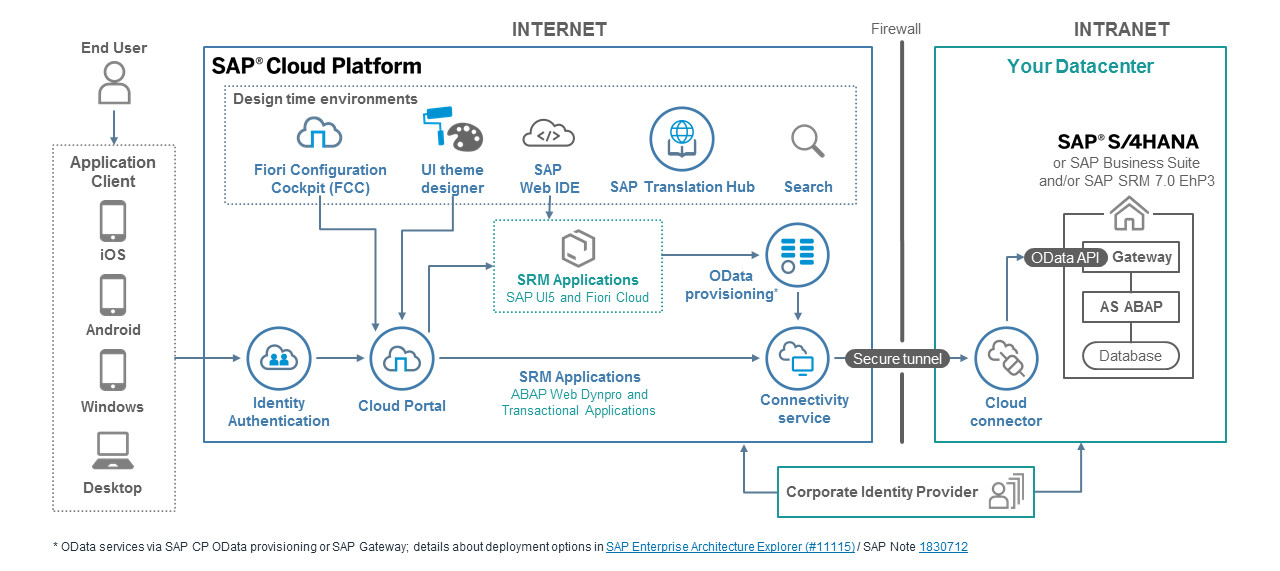 INTERNET
Firewall
INTRANET
End User
SAP® Cloud Platform
Your Datacenter
Design time environments
Fiori Configuration
Cockpit (FCC)
UI theme
designer
SAP
Web IDE
SAP Translation Hub
Search
SAP® S/4HANA
or SAP Business Suite
and/or SAP SRM 7.0 EhP3
Application
Client
iOS
Android
Windows
Desktop
SRM Applications
SAP UI5 and Fiori Cloud
OData
provisioning*
OData API
Gateway
AS ABAP
Database
Identity
Authentication
Cloud Portal
SRM Applications
ABAP Web Dynpro and
Transactional Applications
Connectivity
service
Secure tunnel
Cloud
connector
Corporate Identity Provider
* OData services via SAP CP OData provisioning or SAP Gateway; details about deployment options in SAP Enterprise Architecture Explorer (#11115) / SAP Note 1830712